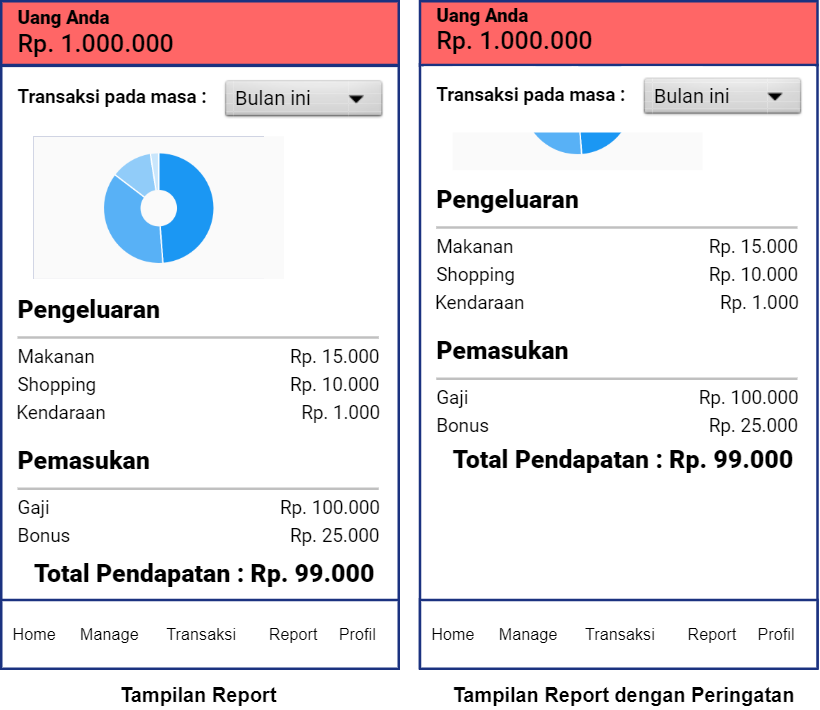 Uang Anda
Rp. 1.000.000
Transaksi pada masa :
Bulan ini
Pengeluaran
Makanan Rp. 15.000
Shopping Rp. 10.000
Kendaraan Rp. 1.000
Pemasukan
Gaji Rp. 100.000
Bonus Rp. 25.000
Total Pendapatan : Rp. 99.000
Home Manage Transaksi Report Profil
Tampilan Report
Uang Anda
Rp. 1.000.000
Transaksi pada masa :
Bulan ini
Pengeluaran
Makanan Rp. 15.000
Shopping Rp. 10.000
Kendaraan Rp. 1.000
Pemasukan
Gaji Rp. 100.000
Bonus Rp. 25.000
Total Pendapatan : Rp. 99.000
Home Manage Transaksi Report Profil
Tampilan Report dengan Peringatan